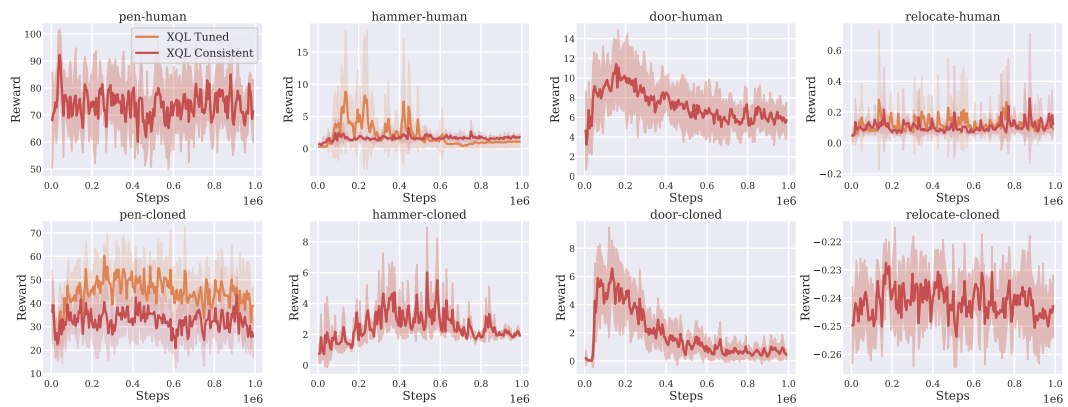 pen-human
100
90
80
70
60
50
Reward
XQL Tuned
XQL Consistent
0.0 0.2 0.4 0.6 0.8 1.0
Steps
1e6
hammer-human
15
10
5
0
Reward
0.0 0.2 0.4 0.6 0.8 1.0
Steps
1e6
door-human
14
12
10
8
6
4
2
0
Reward
0.0 0.2 0.4 0.6 0.8 1.0
Steps
1e6
relocate-human
0.6
0.4
0.2
0.0
−0.2
Reward
0.0 0.2 0.4 0.6 0.8 1.0
Steps
1e6
pen-cloned
70
60
50
40
30
20
10
Reward
0.0 0.2 0.4 0.6 0.8 1.0
Steps
1e6
hammer-cloned
8
6
4
2
0
Reward
0.0 0.2 0.4 0.6 0.8 1.0
Steps
1e6
door-cloned
8
6
4
2
0
Reward
0.0 0.2 0.4 0.6 0.8 1.0
Steps
1e6
relocate-cloned
−0.22
−0.23
−0.24
−0.25
−0.26
Reward
0.0 0.2 0.4 0.6 0.8 1.0
Steps
1e6